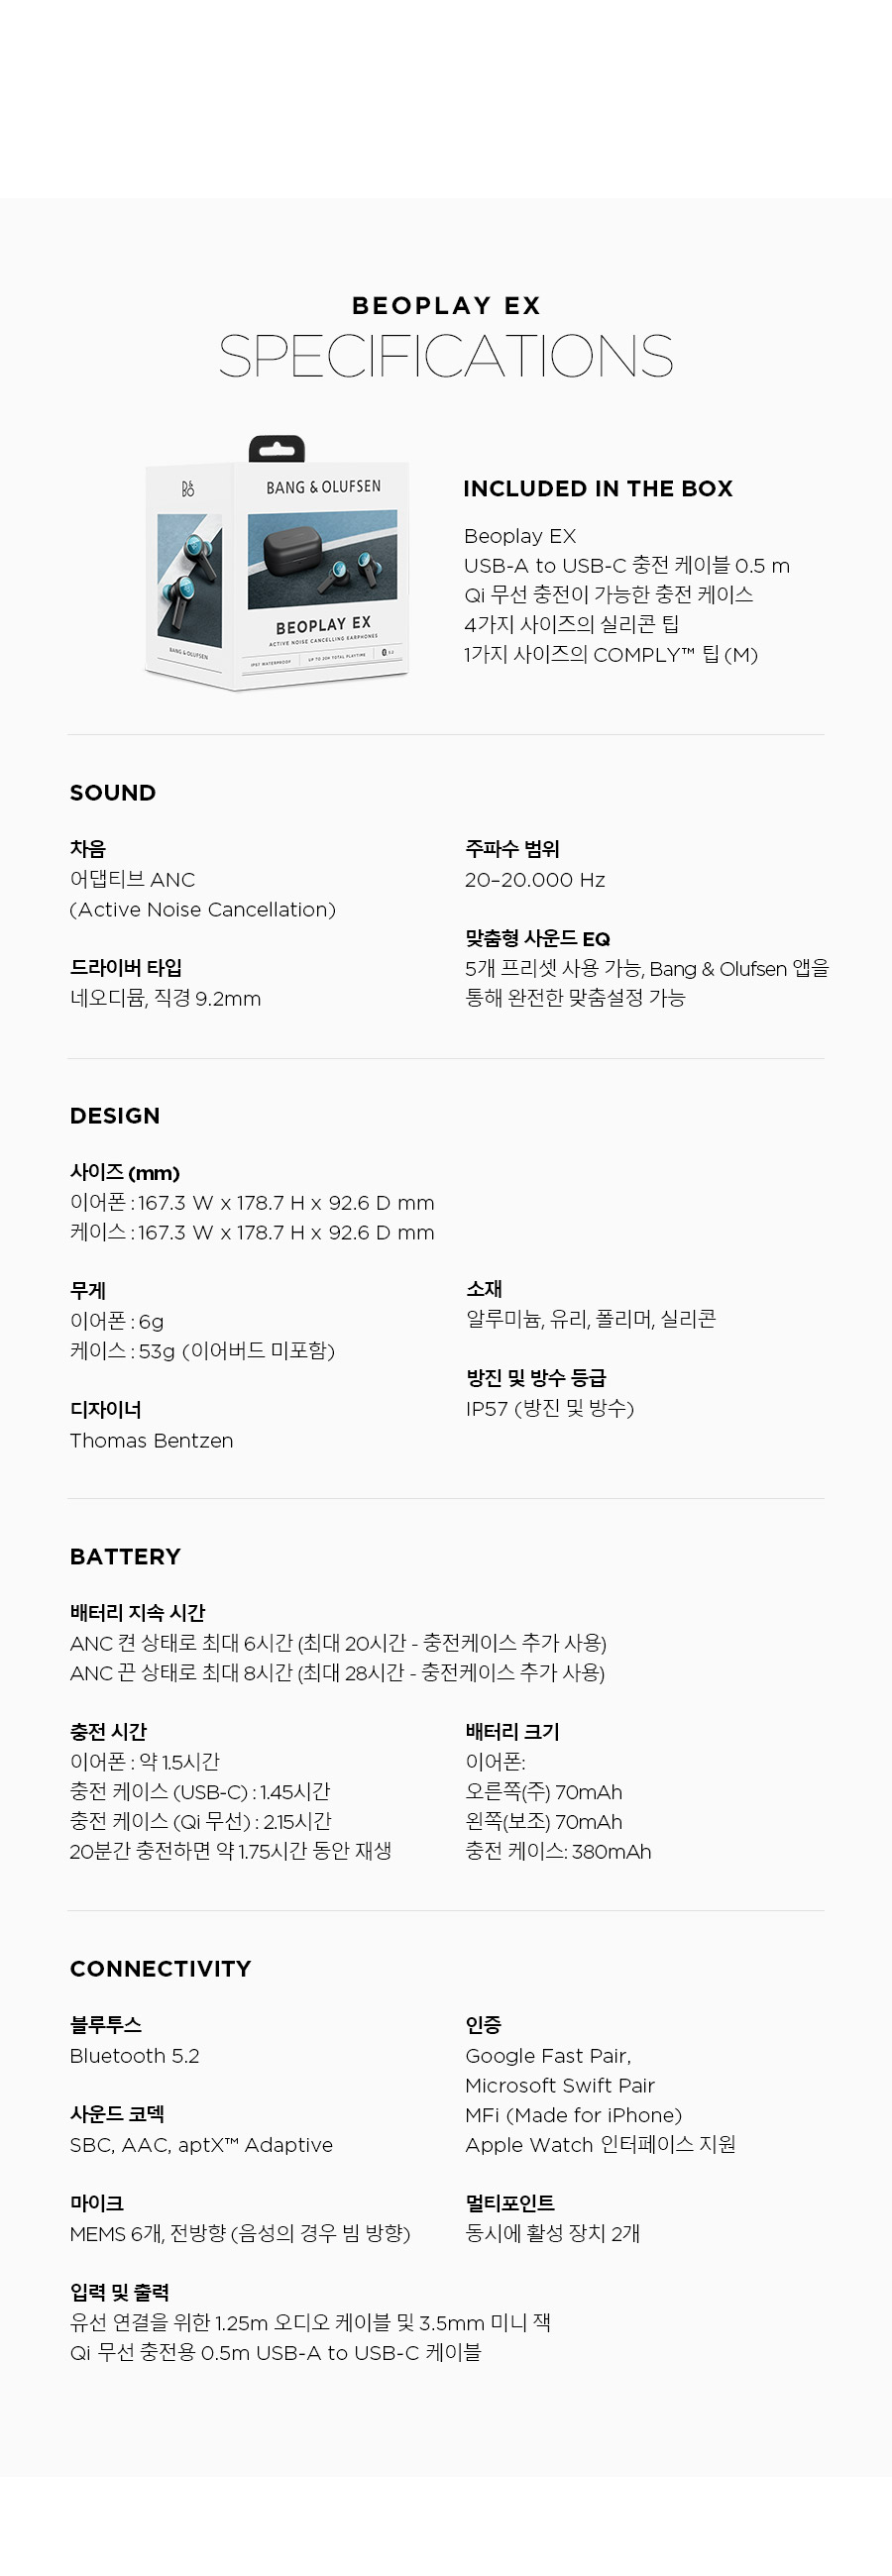 BEOPLAY EX
SPECIFICATIONS
BANG & OLUFSEN
BANG & OLUFSEN
BEOPLAY EX
ACTIVE NOISE CANCELLING EARPHONES
IP57 WATERPROOF
UP TO 20H TOTAL PLAYTIME
5.2
INCLUDED IN THE BOX
Beoplay EX
USB-A to USB-C 충전 케이블 0.5 m
Qi 무선 충전이 가능한 충전 케이스
4가지 사이즈의 실리콘 팁
1가지 사이즈의 COMPLY™ 팁 (M)
SOUND
차음
어댑티브 ANC
(Active Noise Cancellation)
드라이버 타입
네오디뮴, 직경 9.2mm
주파수 범위
20–20.000 Hz
맞춤형 사운드 EQ
5개 프리셋 사용 가능, Bang & Olufsen 앱을
통해 완전한 맞춤설정 가능
DESIGN
사이즈 (mm)
이어폰 : 167.3 W x 178.7 H x 92.6 D mm
케이스 : 167.3 W x 178.7 H x 92.6 D mm
무게
이어폰 : 6g
케이스 : 53g (이어버드 미포함)
디자이너
Thomas Bentzen
소재
알루미늄, 유리, 폴리머, 실리콘
방진 및 방수 등급
IP57 (방진 및 방수)
BATTERY
배터리 지속 시간
ANC 켠 상태로 최대 6시간 (최대 20시간 - 충전케이스 추가 사용)
ANC 끈 상태로 최대 8시간 (최대 28시간 - 충전케이스 추가 사용)
충전 시간
이어폰 : 약 1.5시간
충전 케이스 (USB-C) : 1.45시간
충전 케이스 (Qi 무선) : 2.15시간
20분간 충전하면 약 1.75시간 동안 재생
배터리 크기
이어폰:
오른쪽(주) 70mAh
왼쪽(보조) 70mAh
충전 케이스: 380mAh
CONNECTIVITY
블루투스
Bluetooth 5.2
사운드 코덱
SBC, AAC, aptX™ Adaptive
마이크
MEMS 6개, 전방향 (음성의 경우 빔 방향)
인증
Google Fast Pair,
Microsoft Swift Pair
MFi (Made for iPhone)
Apple Watch 인터페이스 지원
멀티포인트
동시에 활성 장치 2개
입력 및 출력
유선 연결을 위한 1.25m 오디오 케이블 및 3.5mm 미니 잭
Qi 무선 충전용 0.5m USB-A to USB-C 케이블